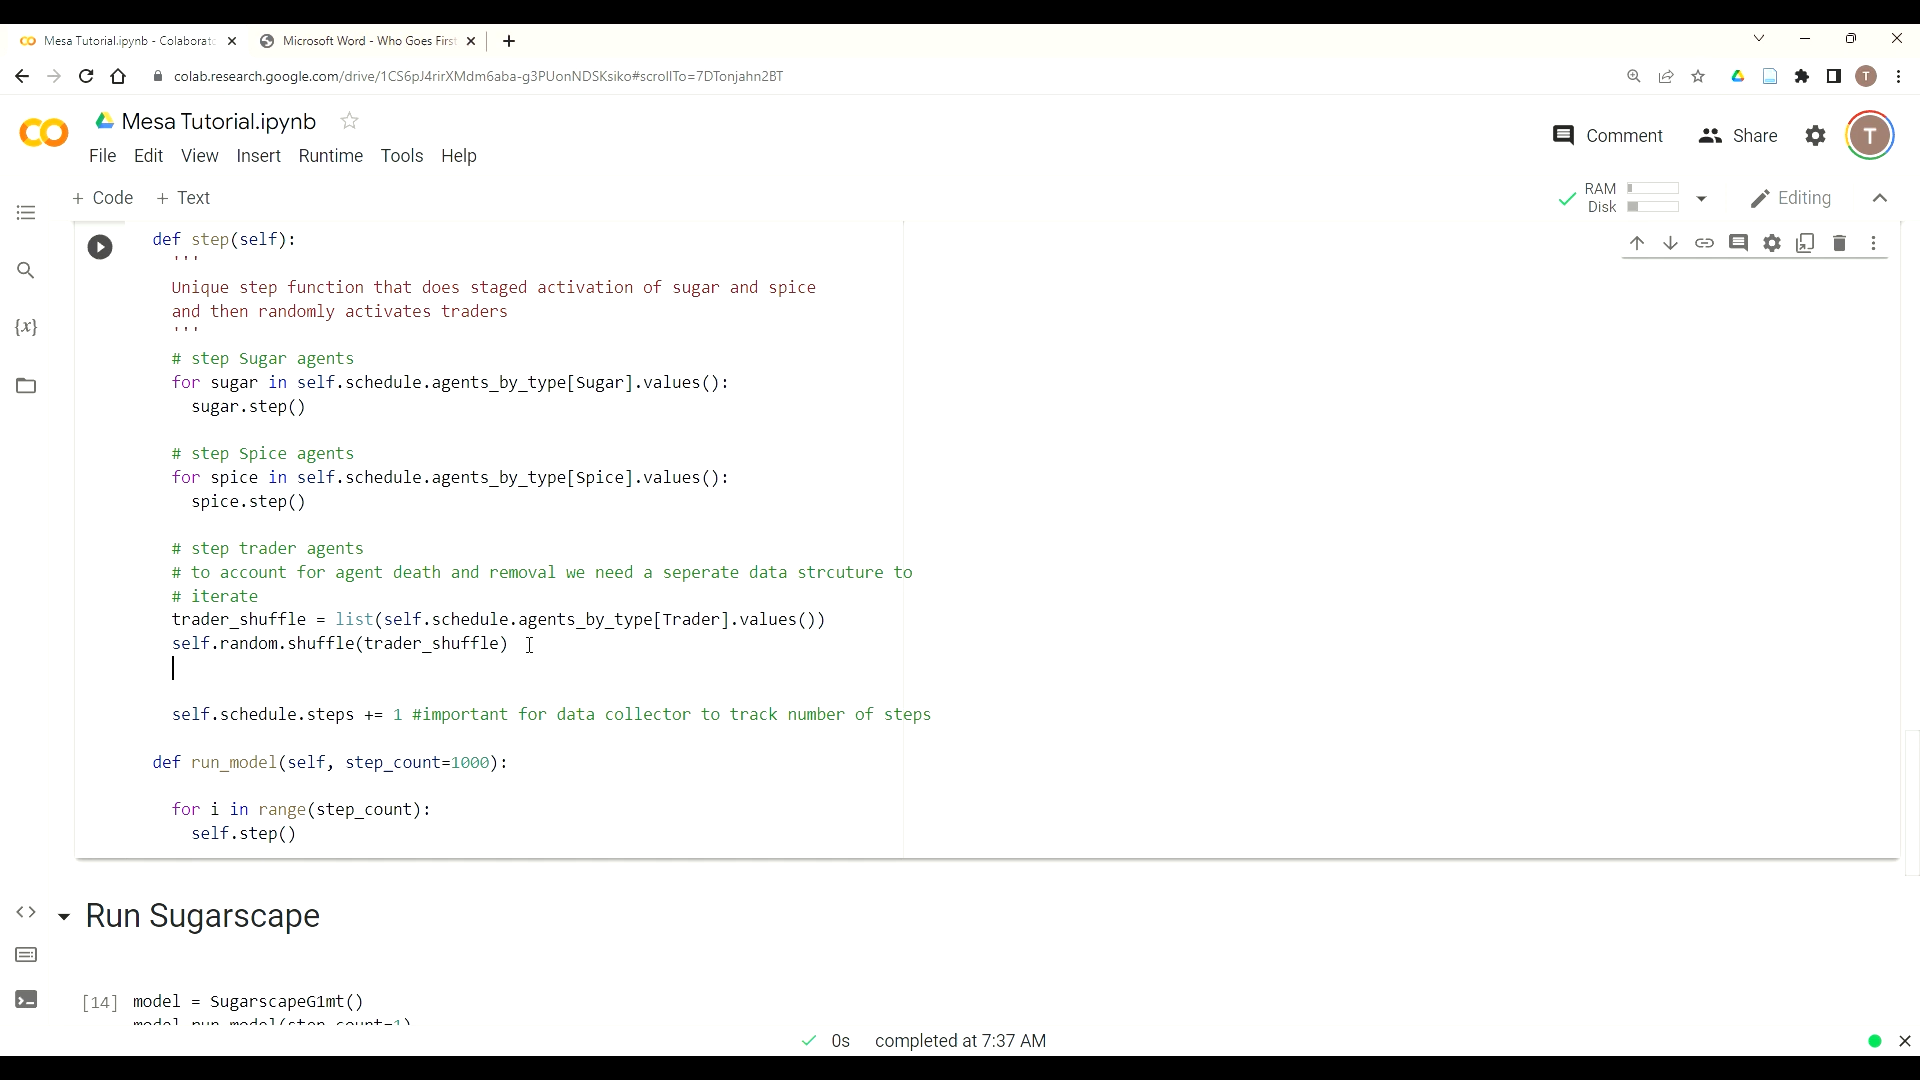 Mesa Tutorial.ipynb - Colaborat
Microsoft Word - Who Goes First
colab.research.google.com/drive/1CS6pJ4rirXMdm6aba-g3PUonNDSKsiko#scrollTo=7DTonjahn2BT
T
Mesa Tutorial.ipynb
Comment
Share
T
File Edit View Insert Runtime Tools Help
+ Code + Text
RAM
Disk
Editing
{x}
def step(self):
'''
Unique step function that does staged activation of sugar and spice
and then randomly activates traders
'''
# step Sugar agents
for sugar in self.schedule.agents_by_type[Sugar].values():
sugar.step()
# step Spice agents
for spice in self.schedule.agents_by_type[Spice].values():
spice.step()
# step trader agents
# to account for agent death and removal we need a seperate data strcuture to
# iterate
trader_shuffle = list(self.schedule.agents_by_type[Trader].values())
self.random.shuffle(trader_shuffle)
self.schedule.steps += 1 #important for data collector to track number of steps
def run_model(self, step_count=1000):
for i in range(step_count):
self.step()
Run Sugarscape
[14] model = SugarscapeG1mt()
model.run_model(step_count=1)
0s completed at 7:37 AM